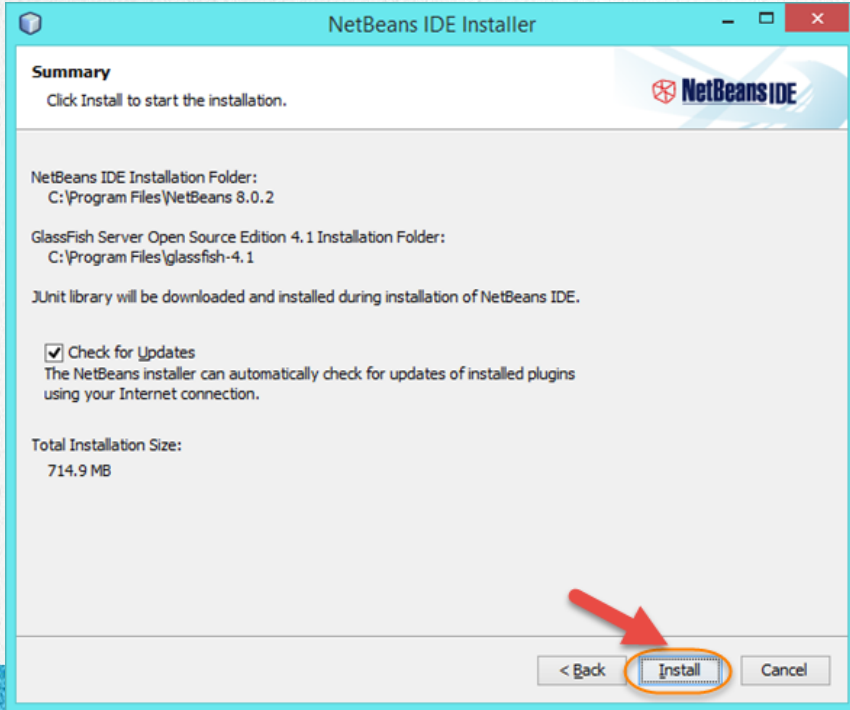 NetBeans IDE Installer
Summary
Click Install to start the installation.
NetBeans IDE
NetBeans IDE Installation Folder:
C:\Program Files\NetBeans 8.0.2
GlassFish Server Open Source Edition 4.1 Installation Folder:
C:\Program Files\glassfish-4.1
JUnit library will be downloaded and installed during installation of NetBeans IDE.
Check for Updates
The NetBeans installer can automatically check for updates of installed plugins
using your Internet connection.
Total Installation Size:
714.9 MB
< Back Install Cancel